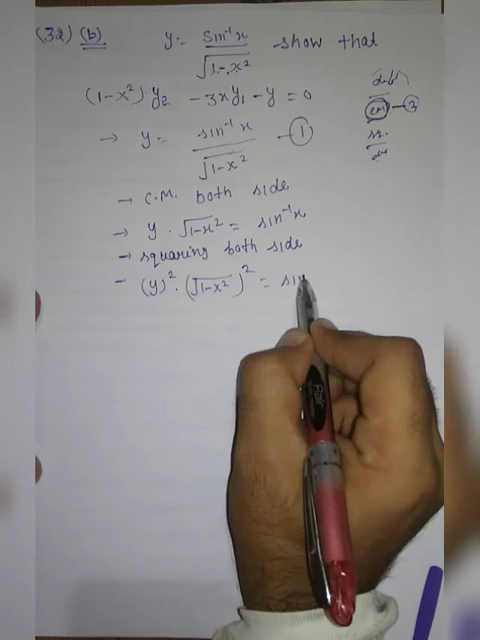 (32) (b) y = Sin⁻¹x / √1-x² show that
(1-x²) y₂ - 3xy₁ - y = 0
→ y = sin⁻¹x / √1-x² - ①
→ C.M. both side
→ y · √1-x² = sin⁻¹x
→ squaring both side
- (y)² · (√1-x²)² = sin
Flair